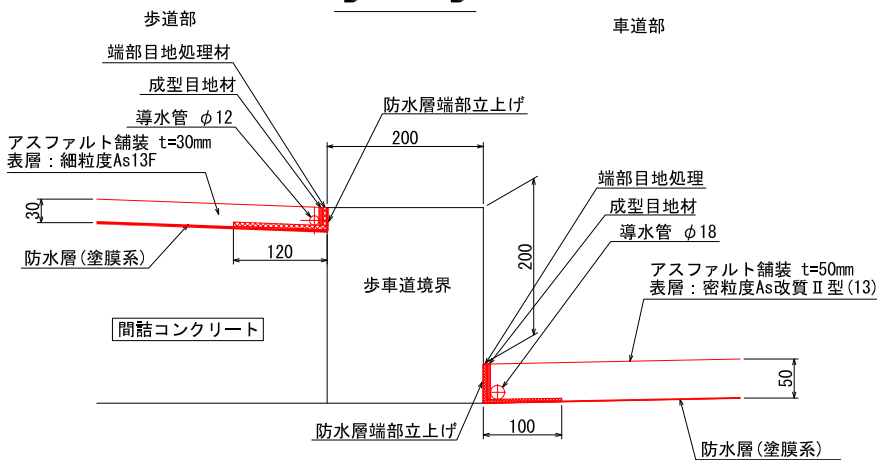 歩道部
車道部
端部目地処理材
成型目地材
導水管 φ12
防水層端部立上げ
アスファルト舗装 t=30mm
表層：細粒度As13F
200
30
120
防水層(塗膜系)
間詰コンクリート
歩車道境界
200
端部目地処理
成型目地材
導水管 φ18
アスファルト舗装 t=50mm
表層：密粒度As改質Ⅱ型(13)
50
100
防水層端部立上げ
防水層(塗膜系)